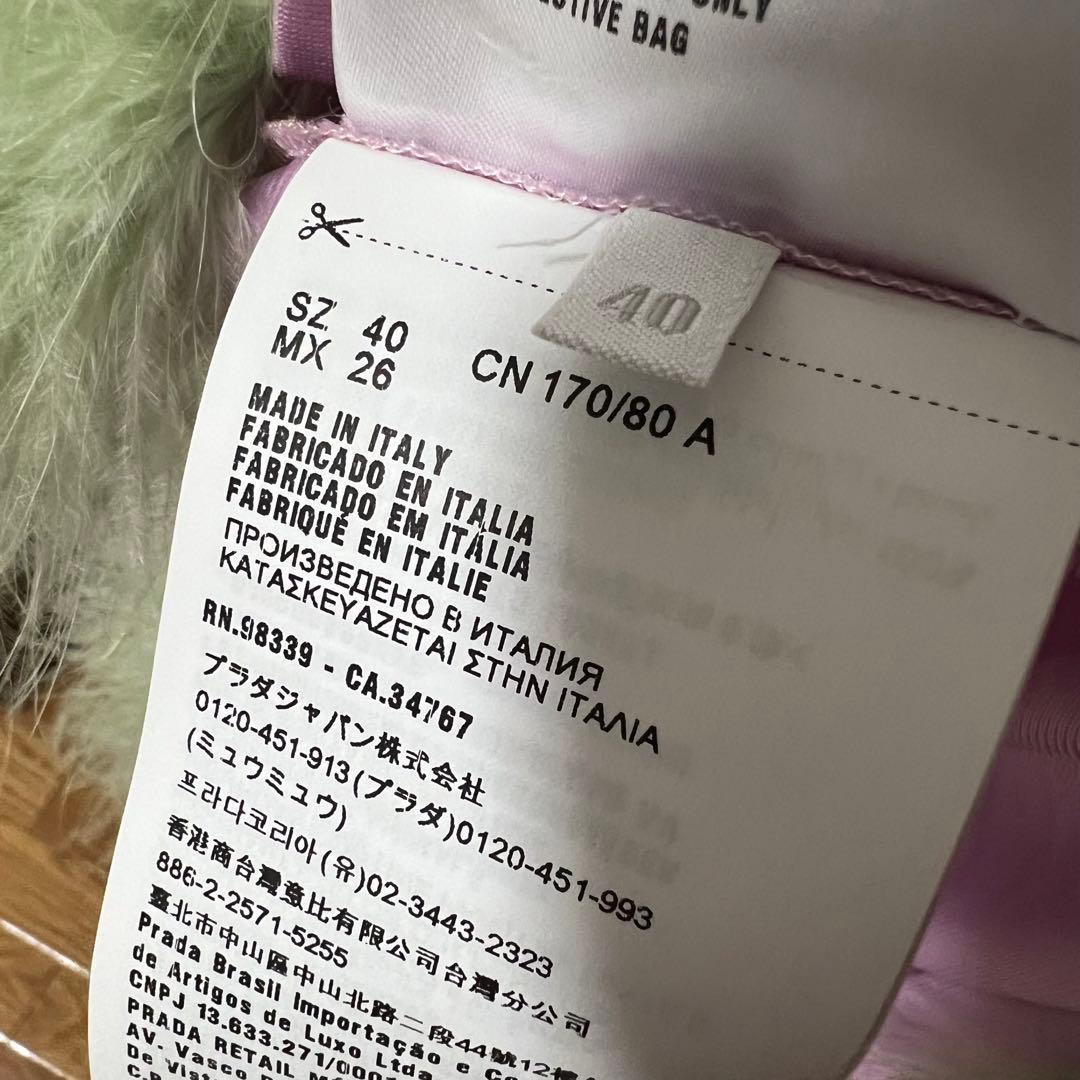 ONLY
BAG
40
SZ 40
MX 26
CN 170/80 A
MADE IN ITALY
FABRICADO EN ITALIA
FABRICADO EM ITÁLIA
FABRIQUÉ EN ITALIE
ПРОИЗВЕДЕНО В ИТАЛИЯ
ΚΑΤΑΣΚΕΥΑΖΕΤΑΙ ΣΤΗΝ ΙΤΑΛΙΑ
RN.98339 - CA.34767
プラダジャパン株式会社
0120-451-913(プラダ)0120-451-993
(ミュウミュウ)
프라다코리아(유)02-3443-2323
香港商台灣意比有限公司台灣分公司
886-2-2571-5255
臺北市中山區中山北路二段44號12樓
Prada Brasil Importação e
de Artigos de Luxo Ltda
CNPJ 13.633.271/000
PRADA RETAIL
AV. Vasco
De